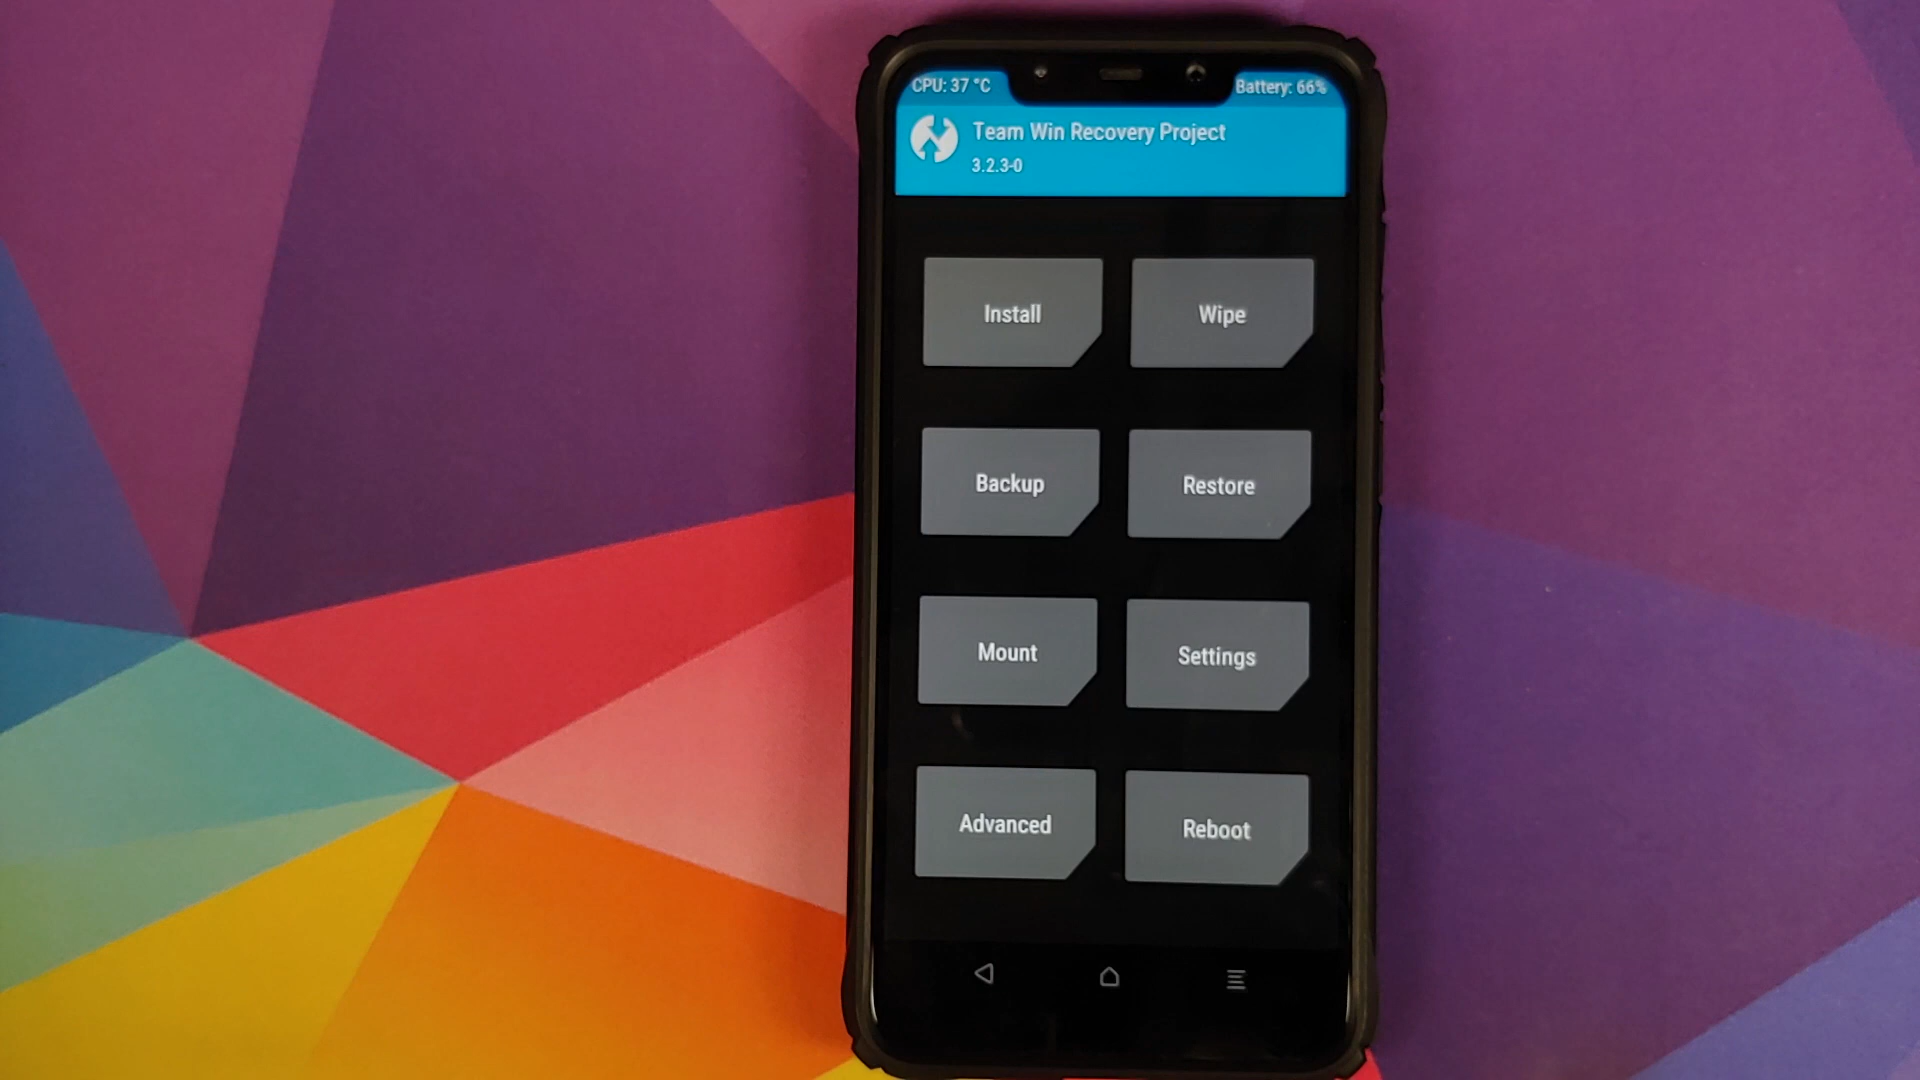 CPU: 37 °C
Battery: 66%
Team Win Recovery Project
3.2.3-0
Install
Wipe
Backup
Restore
Mount
Settings
Advanced
Reboot